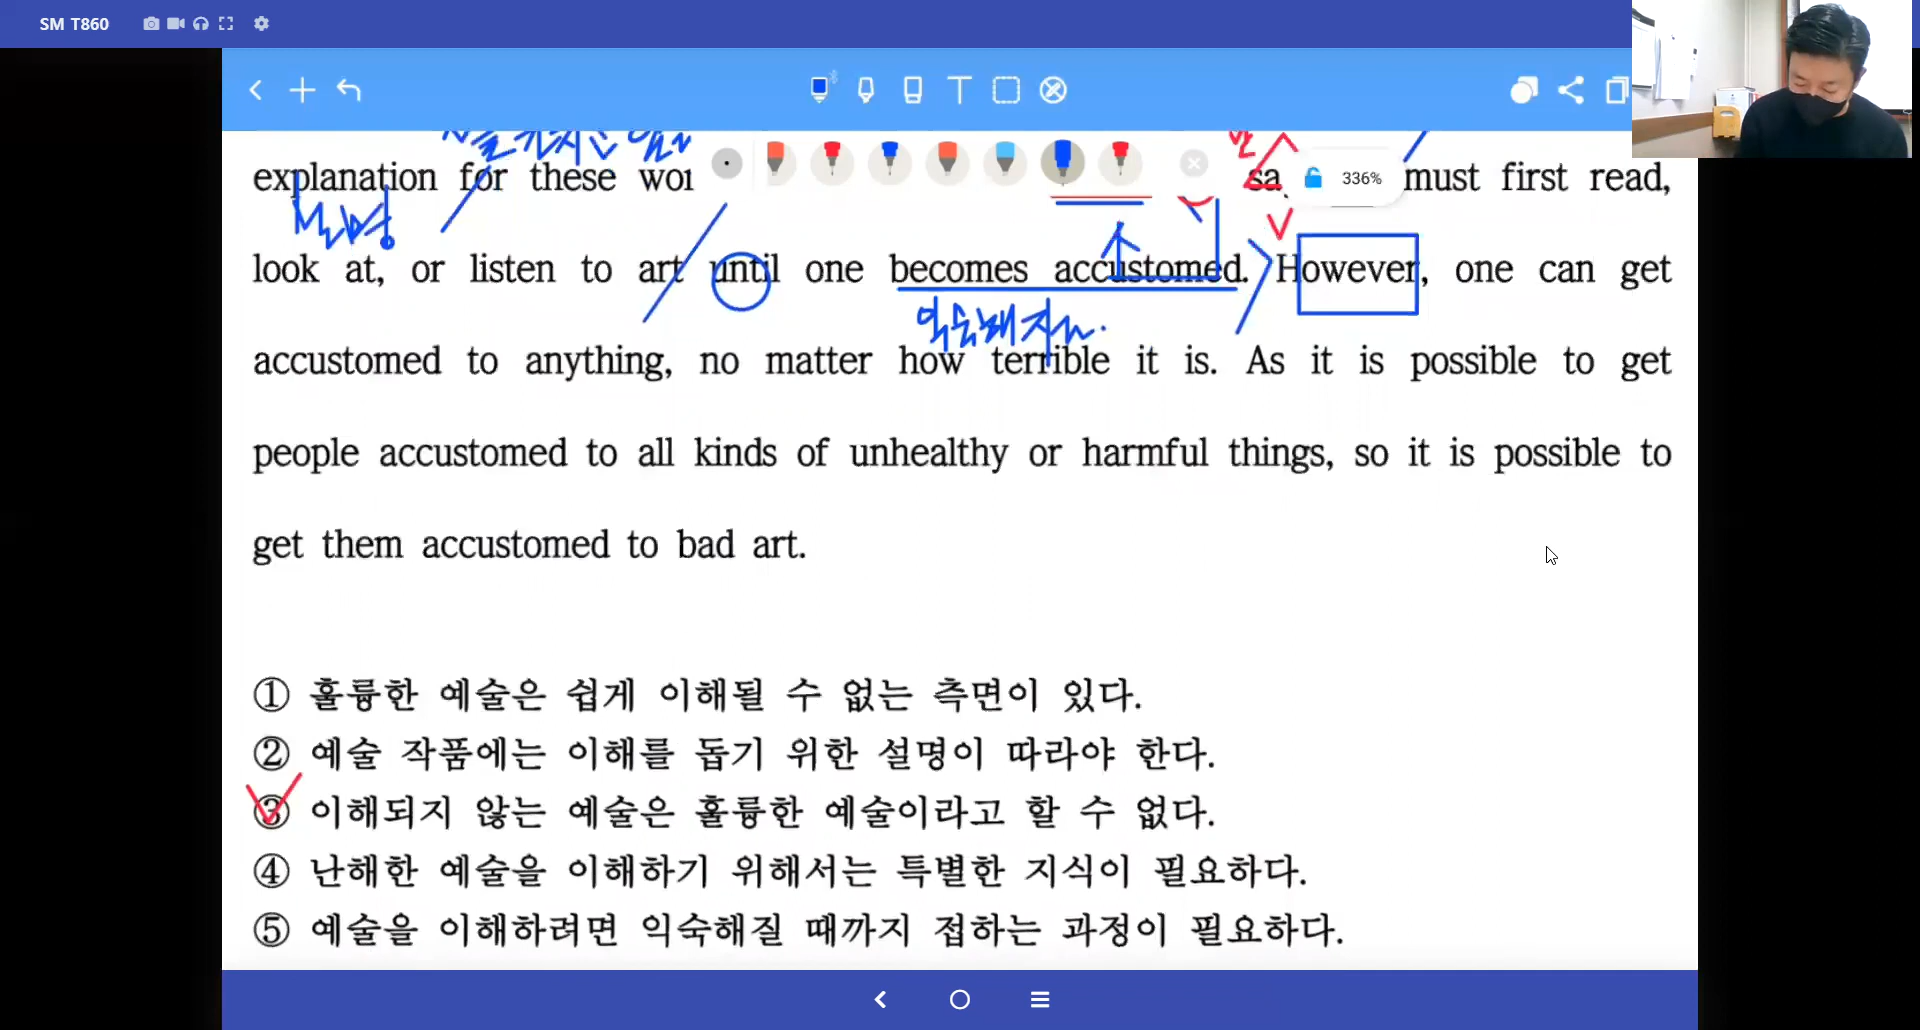 SM T860
336%
explanation for these sa must first read,
설명
look at, or listen to art until one becomes accustomed. However, one can get
익숙해지는.
accustomed to anything, no matter how terrible it is. As it is possible to get
people accustomed to all kinds of unhealthy or harmful things, so it is possible to
get them accustomed to bad art.
① 훌륭한 예술은 쉽게 이해될 수 없는 측면이 있다.
② 예술 작품에는 이해를 돕기 위한 설명이 따라야 한다.
③ 이해되지 않는 예술은 훌륭한 예술이라고 할 수 없다.
④ 난해한 예술을 이해하기 위해서는 특별한 지식이 필요하다.
⑤ 예술을 이해하려면 익숙해질 때까지 접하는 과정이 필요하다.